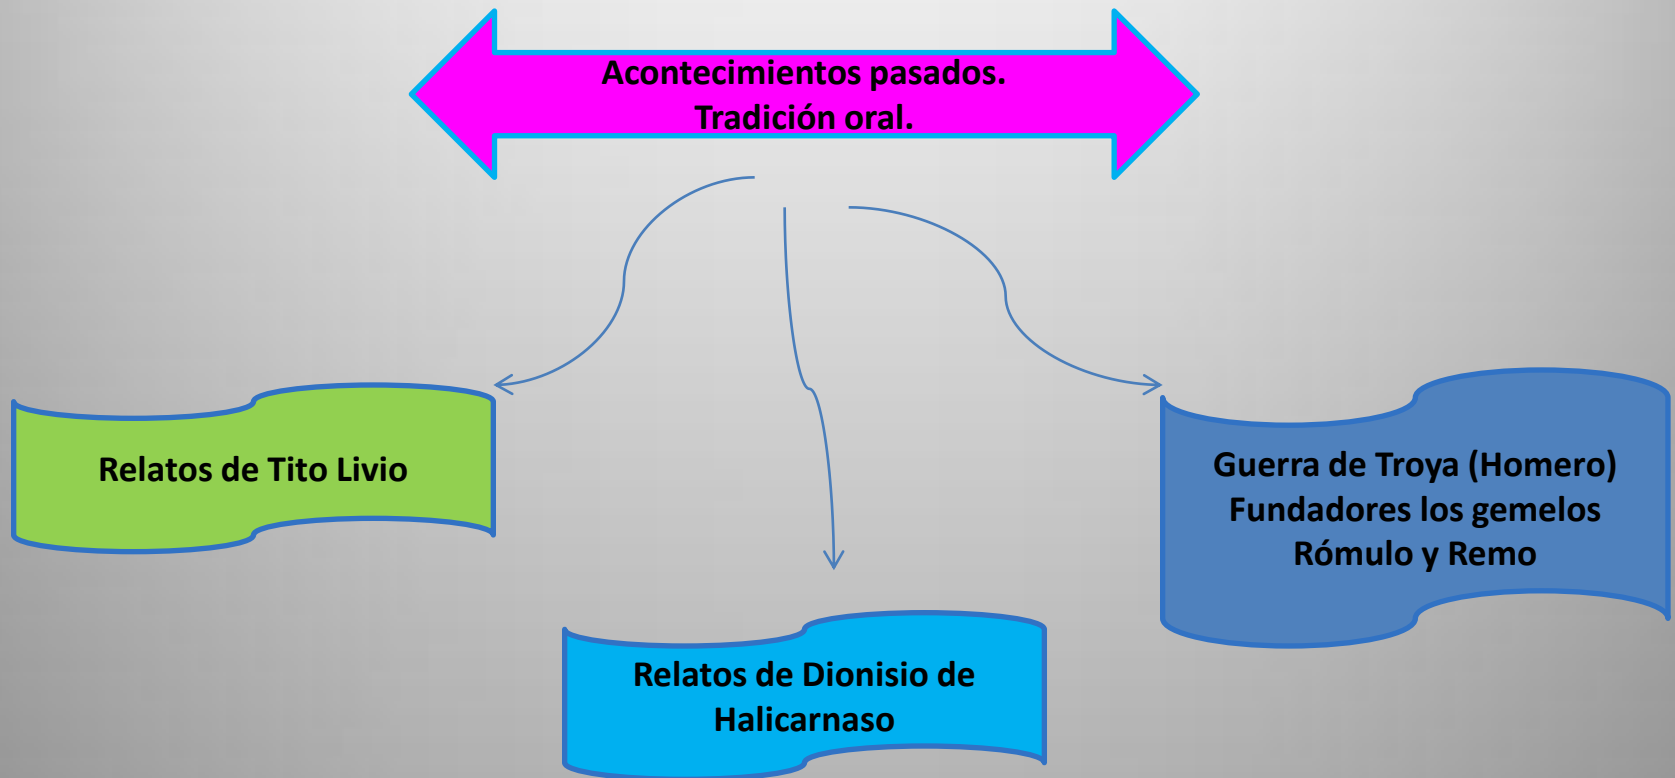 Acontecimientos pasados.
Tradición oral.
Relatos de Tito Livio
Guerra de Troya (Homero)
Fundadores los gemelos
Rómulo y Remo
Relatos de Dionisio de
Halicarnaso